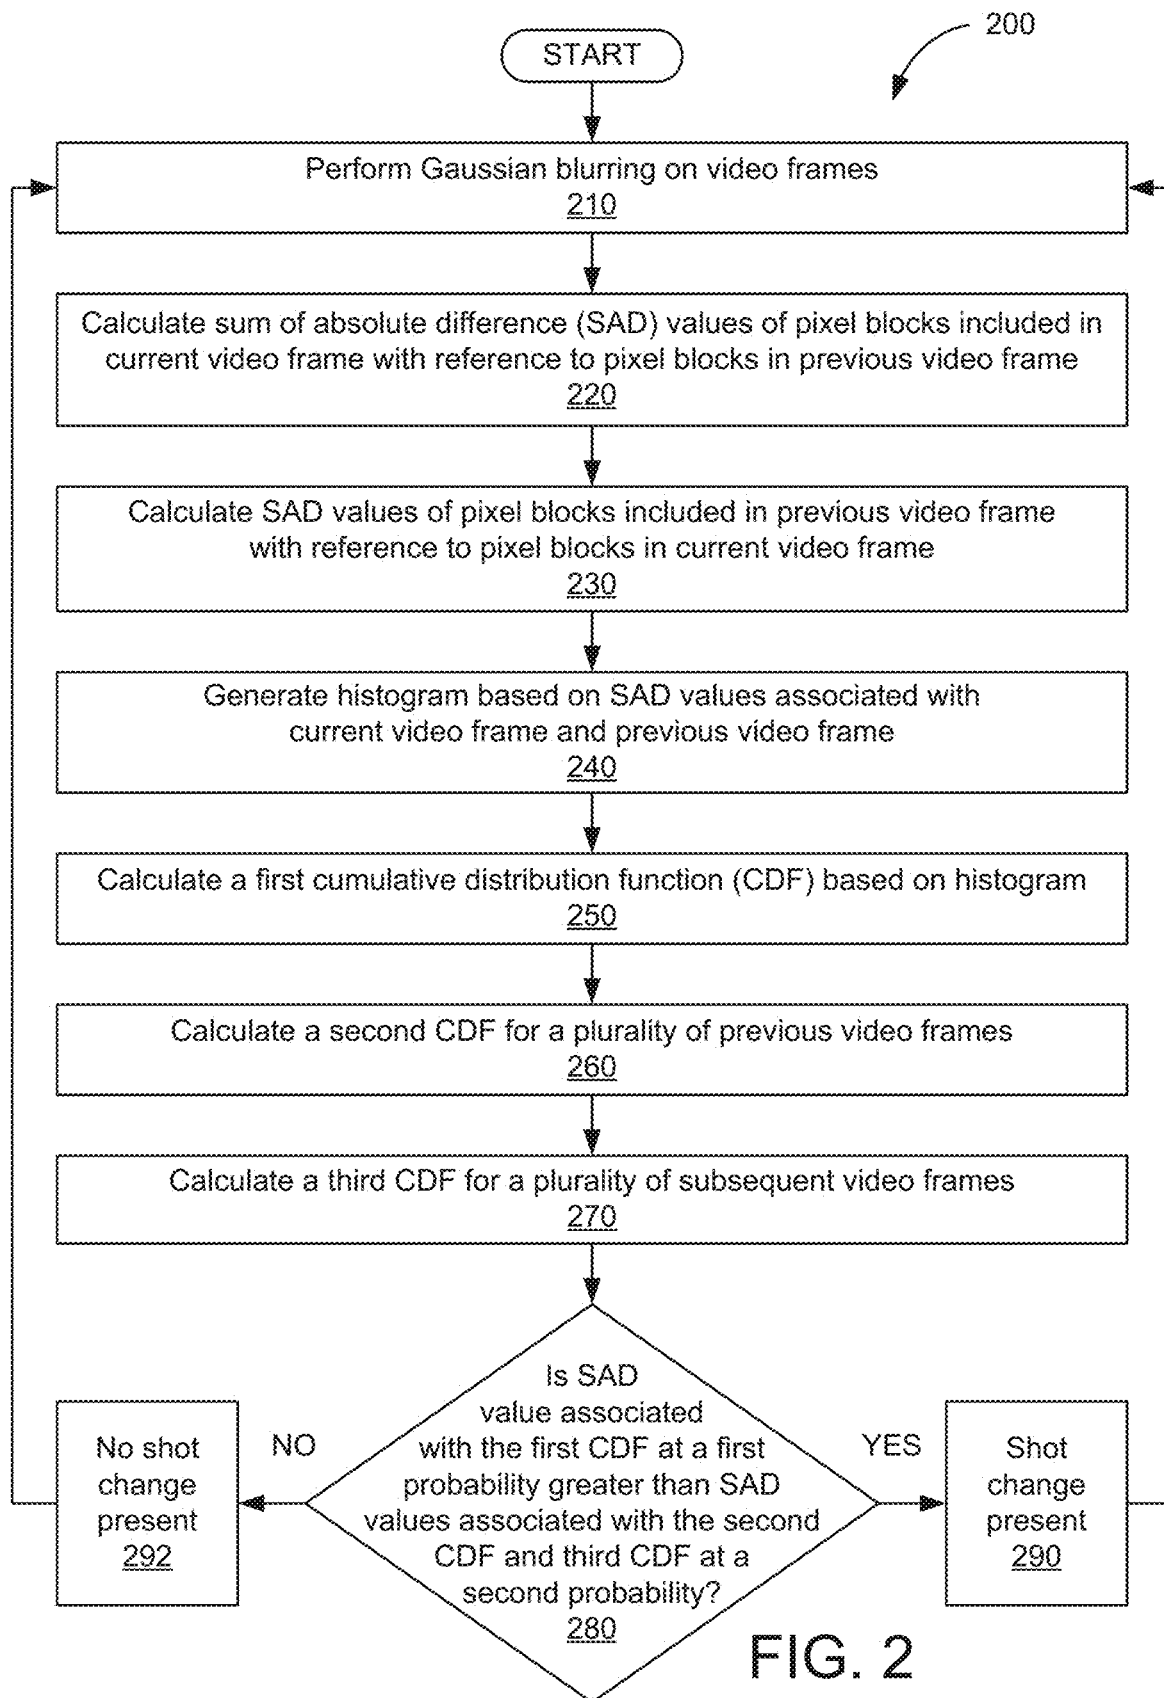 200
START
Perform Gaussian blurring on video frames
210
Calculate sum of absolute difference (SAD) values of pixel blocks included in
current video frame with reference to pixel blocks in previous video frame
220
Calculate SAD values of pixel blocks included in previous video frame
with reference to pixel blocks in current video frame
230
Generate histogram based on SAD values associated with
current video frame and previous video frame
240
Calculate a first cumulative distribution function (CDF) based on histogram
250
Calculate a second CDF for a plurality of previous video frames
260
Calculate a third CDF for a plurality of subsequent video frames
270
Is SAD
value associated
with the first CDF at a first
probability greater than SAD
values associated with the second
CDF and third CDF at a
second probability?
280
NO
No shot
change
present
292
YES
Shot
change
present
290
FIG. 2